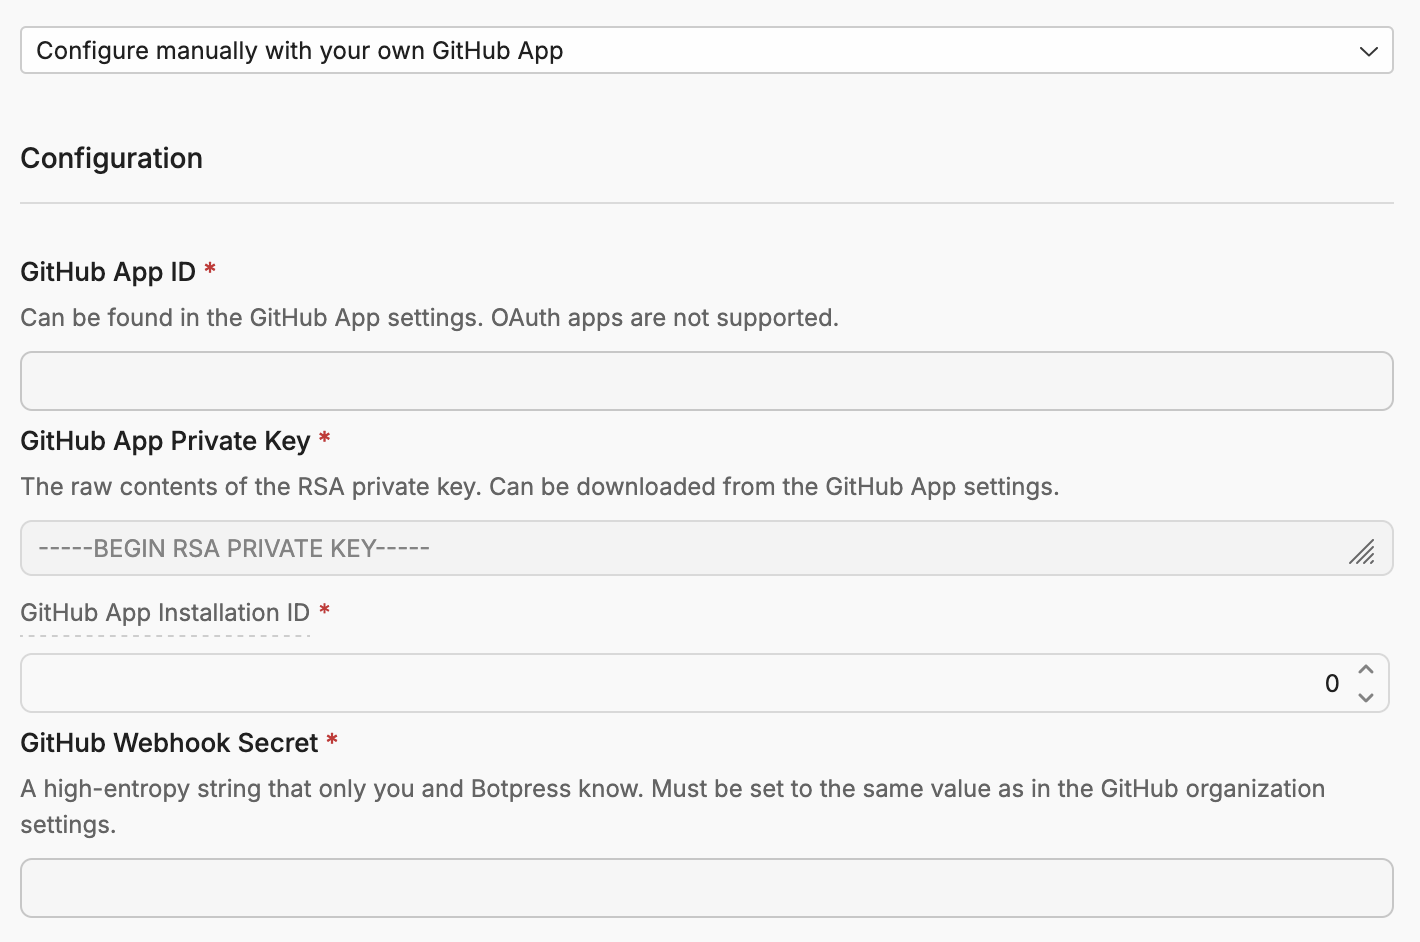 Configure manually with your own GitHub App
Configuration
GitHub App ID *
Can be found in the GitHub App settings. OAuth apps are not supported.
GitHub App Private Key *
The raw contents of the RSA private key. Can be downloaded from the GitHub App settings.
-----BEGIN RSA PRIVATE KEY-----
GitHub App Installation ID *
0
GitHub Webhook Secret *
A high-entropy string that only you and Botpress know. Must be set to the same value as in the GitHub organization
settings.